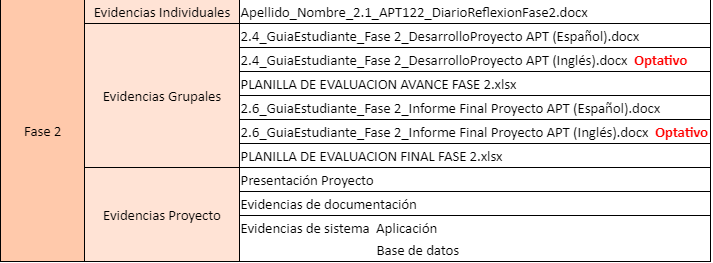 Fase 2
Evidencias Individuales
Apellido_Nombre_2.1_APT122_DiarioReflexionFase2.docx
Evidencias Grupales
2.4_GuiaEstudiante_Fase 2_DesarrolloProyecto APT (Español).docx
2.4_GuiaEstudiante_Fase 2_DesarrolloProyecto APT (Inglés).docx Optativo
PLANILLA DE EVALUACION AVANCE FASE 2.xlsx
2.6_GuiaEstudiante_Fase 2_Informe Final Proyecto APT (Español).docx
2.6_GuiaEstudiante_Fase 2_Informe Final Proyecto APT (Inglés).docx Optativo
PLANILLA DE EVALUACION FINAL FASE 2.xlsx
Evidencias Proyecto
Presentación Proyecto
Evidencias de documentación
Evidencias de sistema Aplicación
Base de datos